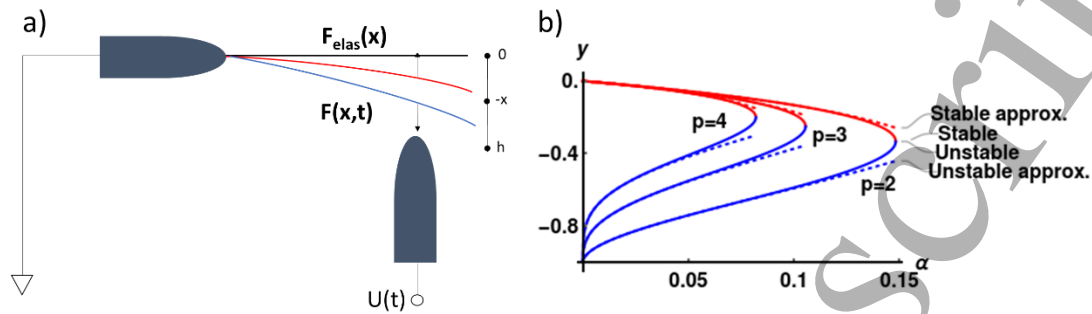 a)
F_elas(x)
0
-x
F(x,t)
h
U(t)
b)
y
0.
-0.4
-0.8
p=4
p=3
p=2
Stable approx.
Stable
Unstable
Unstable approx.
0.05
0.1
0.15
α
scri